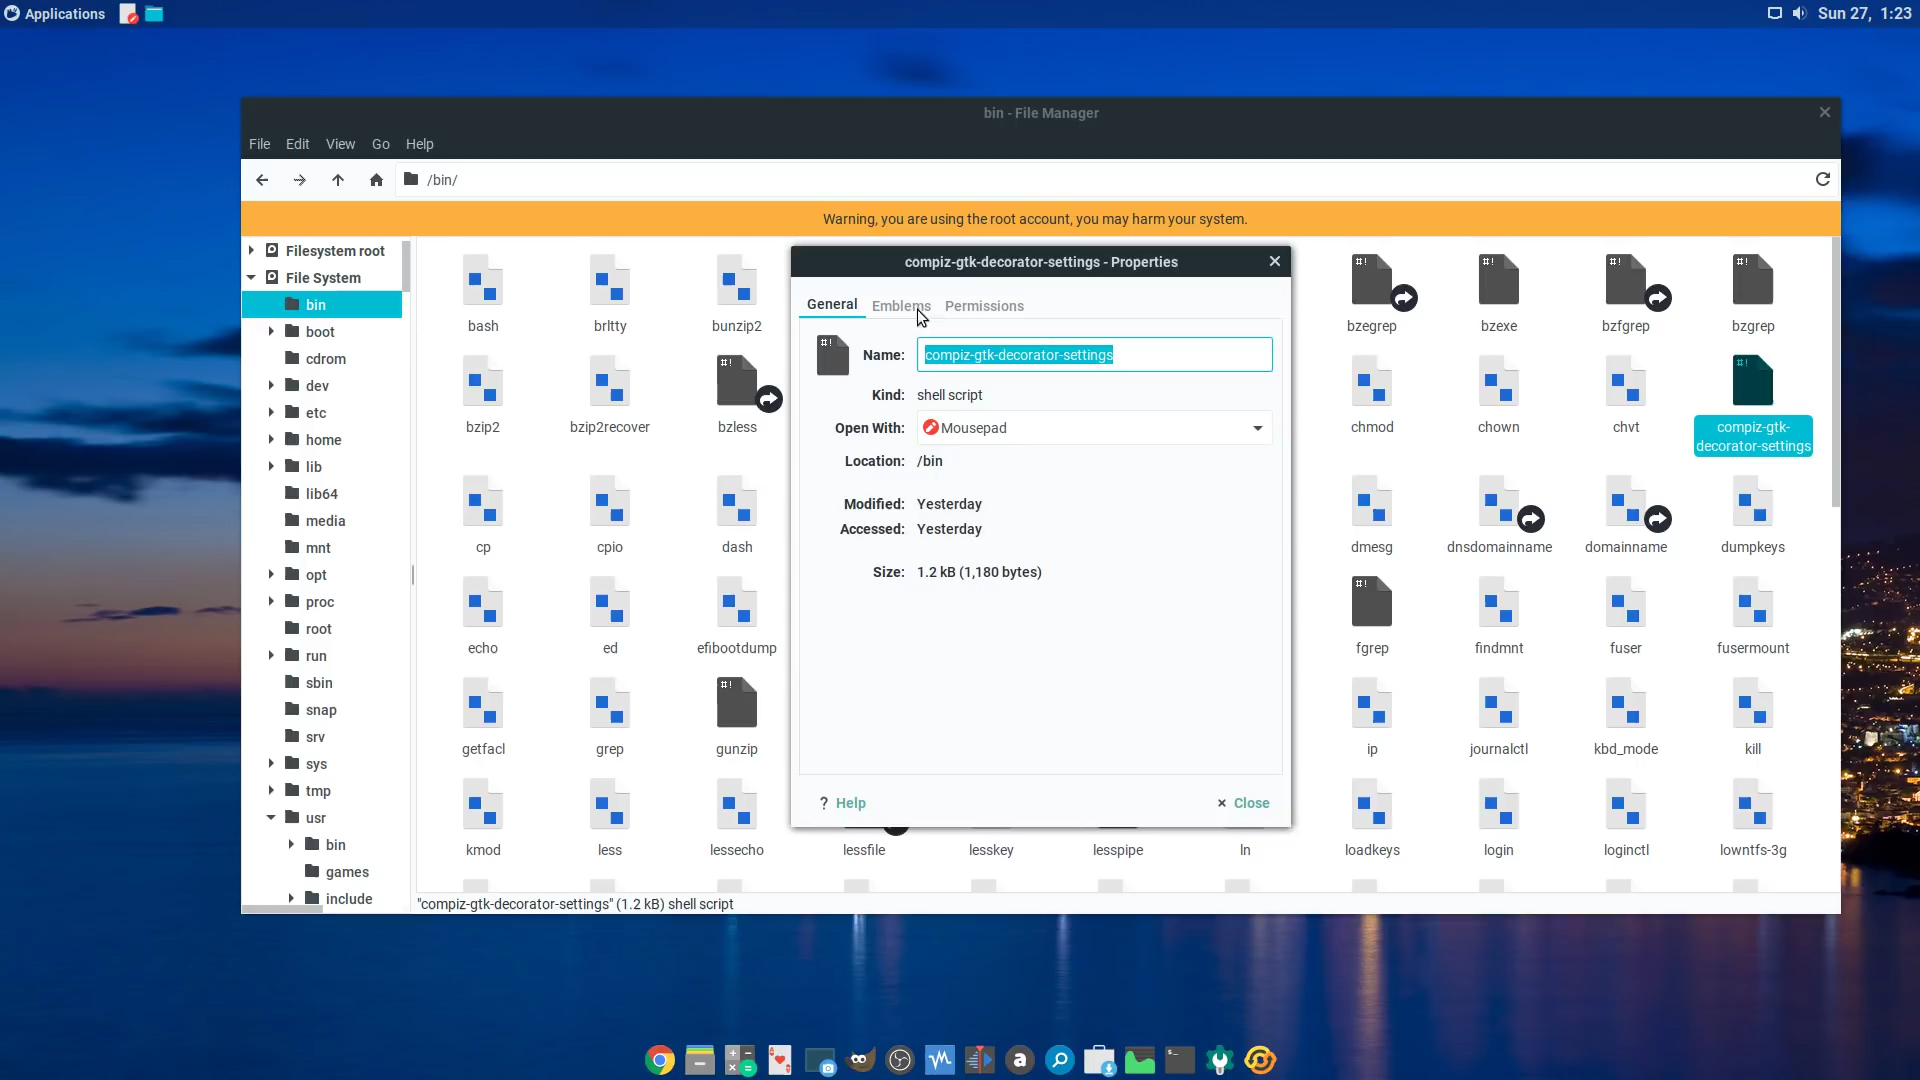 Applications
Sun 27, 1:23
bin - File Manager
File Edit View Go Help
/bin/
Warning, you are using the root account, you may harm your system.
Filesystem root
File System
bin
boot
cdrom
dev
etc
home
lib
lib64
media
mnt
opt
proc
root
run
sbin
snap
srv
sys
tmp
usr
bin
games
include
bash brltty bunzip2 bzegrep bzexe bzfgrep bzgrep
bzip2 bzip2recover bzless chmod chown chvt compiz-gtk-
decorator-settings
cp cpio dash dmesg dnsdomainname domainname dumpkeys
echo ed efibootdump fgrep findmnt fuser fusermount
getfacl grep gunzip ip journalctl kbd_mode kill
kmod less lessecho lessfile lesskey lesspipe ln loadkeys login loginctl lowntfs-3g
compiz-gtk-decorator-settings - Properties
General Emblems Permissions
Name: compiz-gtk-decorator-settings
Kind: shell script
Open With: Mousepad
Location: /bin
Modified: Yesterday
Accessed: Yesterday
Size: 1.2 kB (1,180 bytes)
? Help
× Close
"compiz-gtk-decorator-settings" (1.2 kB) shell script